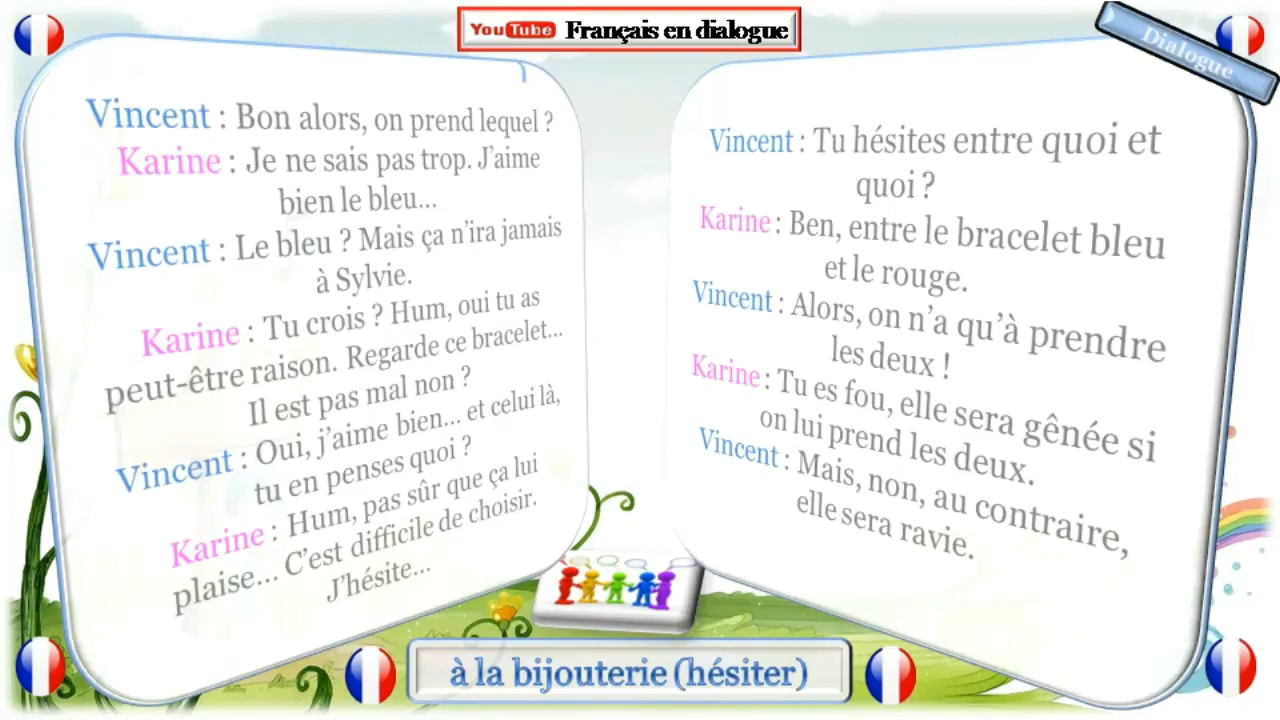 YouTube Français en dialogue
Dialogue
Vincent : Bon alors, on prend lequel ?
Karine : Je ne sais pas trop. J'aime
bien le bleu...
Vincent : Le bleu ? Mais ça n'ira jamais
à Sylvie.
Karine : Tu crois ? Hum, oui tu as
peut-être raison. Regarde ce bracelet...
Il est pas mal non ?
Vincent : Oui, j'aime bien... et celui là,
tu en penses quoi ?
Karine : Hum, pas sûr que ça lui
plaise... C'est difficile de choisir.
J'hésite...
Vincent : Tu hésites entre quoi et
quoi ?
Karine : Ben, entre le bracelet bleu
et le rouge.
Vincent : Alors, on n'a qu'à prendre
les deux !
Karine : Tu es fou, elle sera gênée si
on lui prend les deux.
Vincent : Mais, non, au contraire,
elle sera ravie.
à la bijouterie (hésiter)